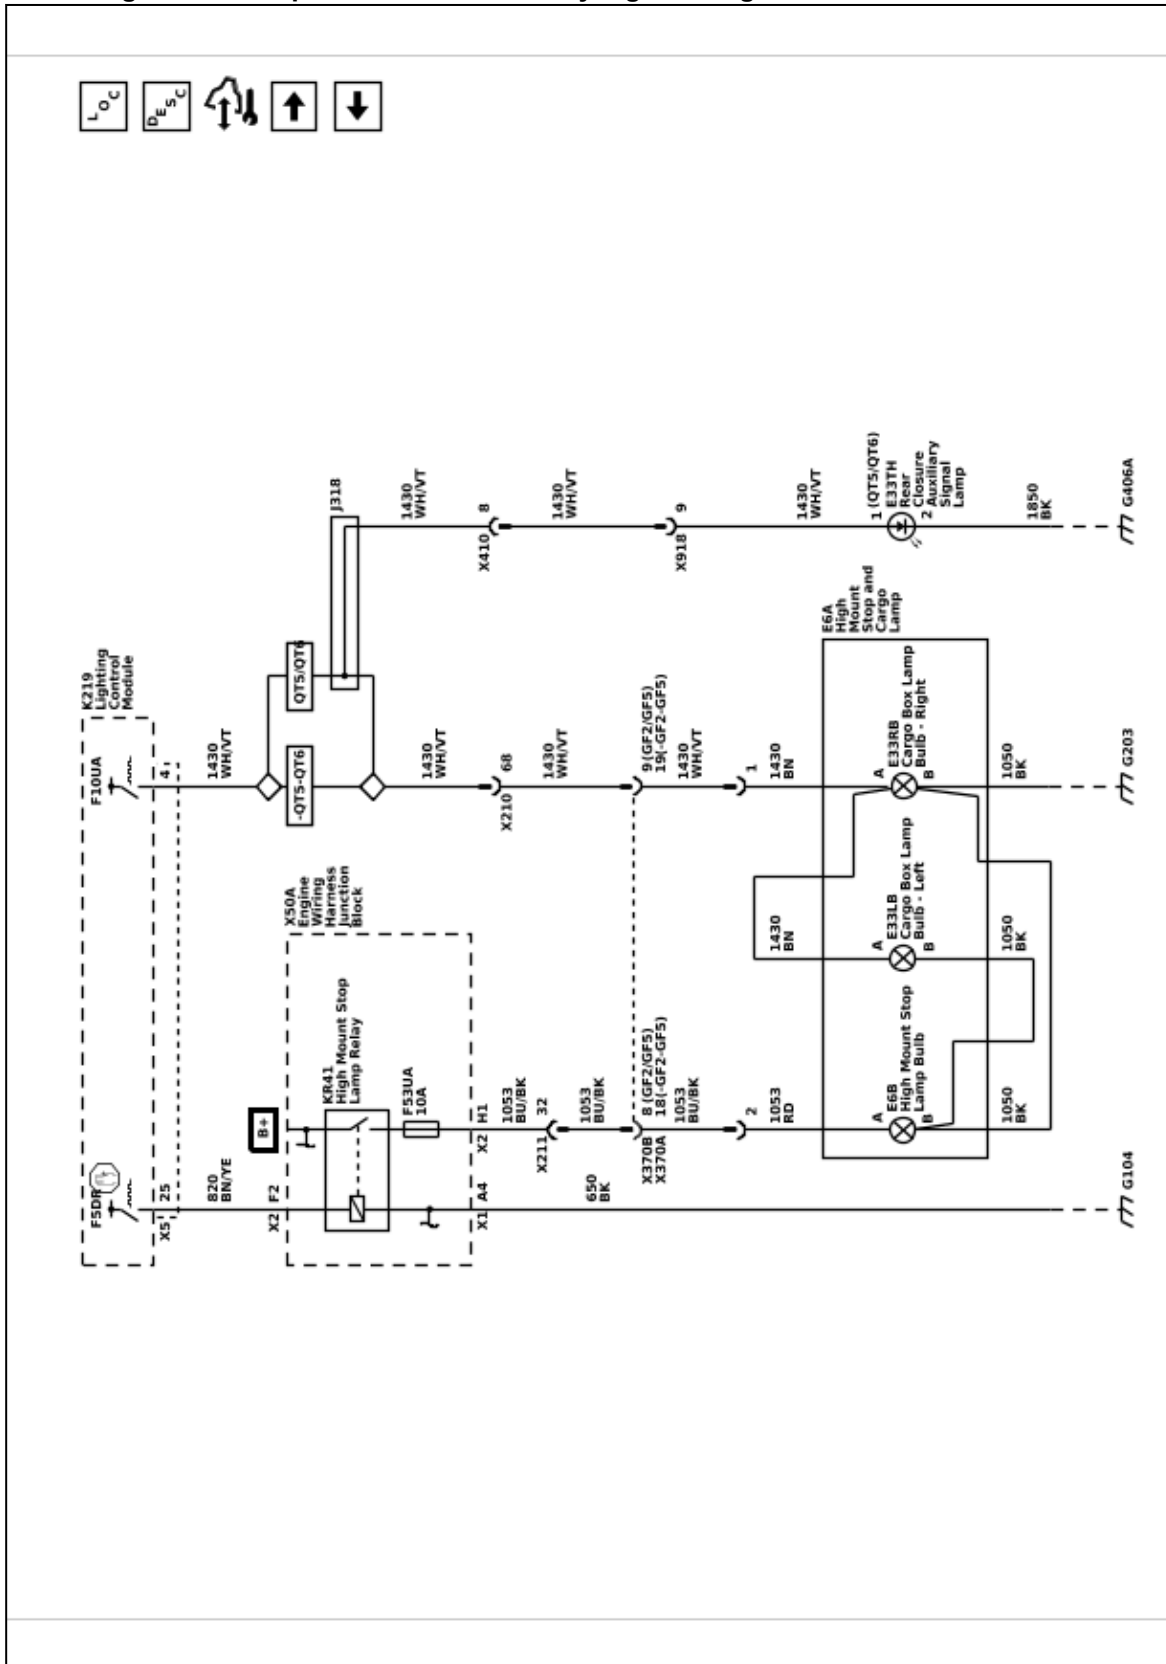 LOC
DESC
K219
Lighting
Control
Module
F5DR
X5
25
F10UA
4
820
BN/YE
1430
WH/VT
B+
X2
F2
X50A
Engine
Wiring
Harness
Junction
Block
-QT5-QT6
QT5/QT6
KR41
High Mount Stop
Lamp Relay
J318
F53UA
10A
1430
WH/VT
1430
WH/VT
X1
A4
X2
H1
X210
68
X410
8
1053
BU/BK
X211
32
1430
WH/VT
1430
WH/VT
650
BK
1053
BU/BK
X370B
X370A
8 (GF2/GF5)
18(-GF2-GF5)
9(GF2/GF5)
19(-GF2-GF5)
X918
9
1053
BU/BK
1430
WH/VT
2
1
1053
RD
1430
BN
1430
BN
1430
WH/VT
E6A
High
Mount
Stop and
Cargo
Lamp
A
E6B
High Mount Stop
Lamp Bulb
B
A
E33LB
Cargo Box Lamp
Bulb - Left
B
A
E33RB
Cargo Box Lamp
Bulb - Right
B
1 (QT5/QT6)
E33TH
Rear
Closure
Auxiliary
Signal
Lamp
2
1050
BK
1050
BK
1050
BK
1850
BK
G104
G203
G406A